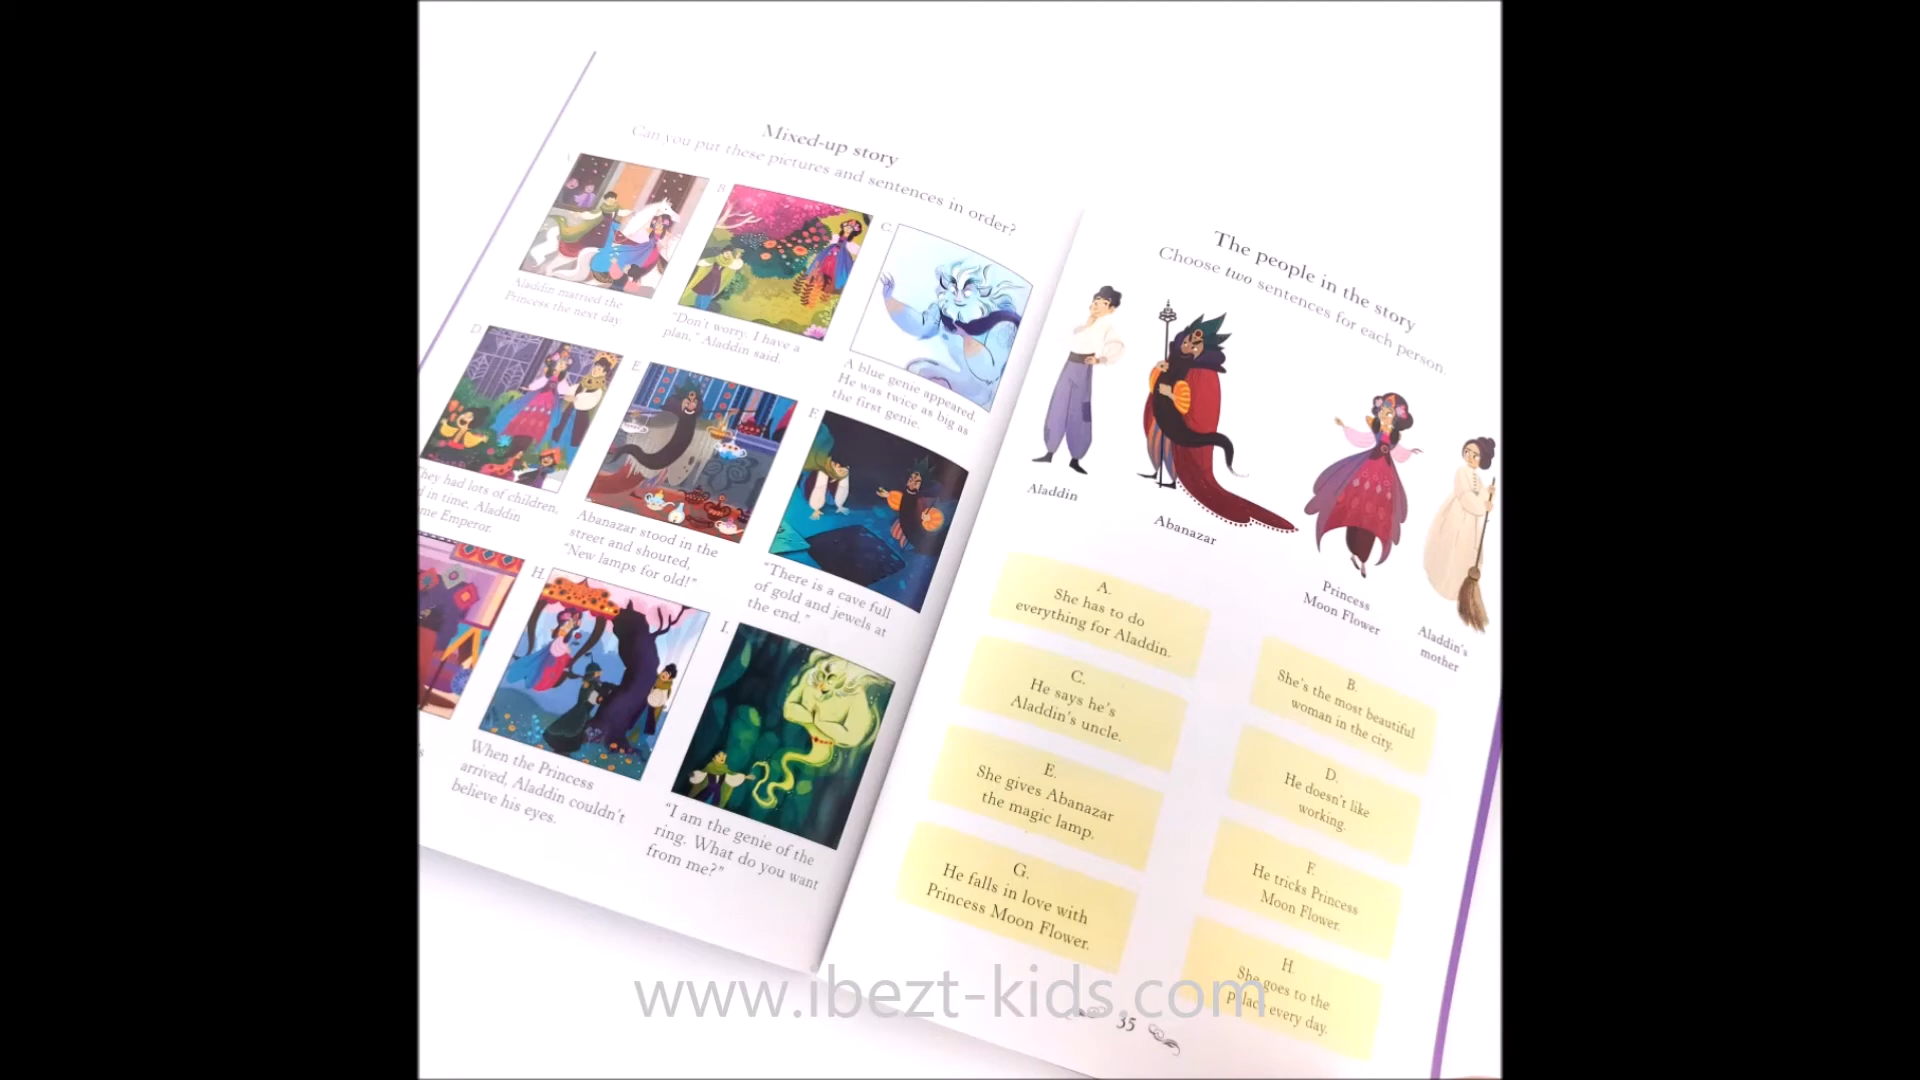 Mixed-up story
Can you put these pictures and sentences in order?
Aladdin married the
Princess the next day.
B.
"Don't worry, I have a
plan," Aladdin said.
C.
A blue genie appeared.
He was twice as big as
the first genie.
D.
They had lots of children,
d in time, Aladdin
me Emperor.
E.
Abanazar stood in the
street and shouted,
"New lamps for old!"
F.
"There is a cave full
of gold and jewels at
the end."
s
H.
When the Princess
arrived, Aladdin couldn't
believe his eyes.
I.
"I am the genie of the
ring. What do you want
from me?"
The people in the story
Choose two sentences for each person.
Aladdin
Abanazar
Princess
Moon Flower
Aladdin's
mother
A.
She has to do
everything for Aladdin.
B.
She's the most beautiful
woman in the city.
C.
He says he's
Aladdin's uncle.
D.
He doesn't like
working.
E.
She gives Abanazar
the magic lamp.
F.
He tricks Princess
Moon Flower.
G.
He falls in love with
Princess Moon Flower.
H.
She goes to the
palace every day.
35
www.ibezt-kids.com